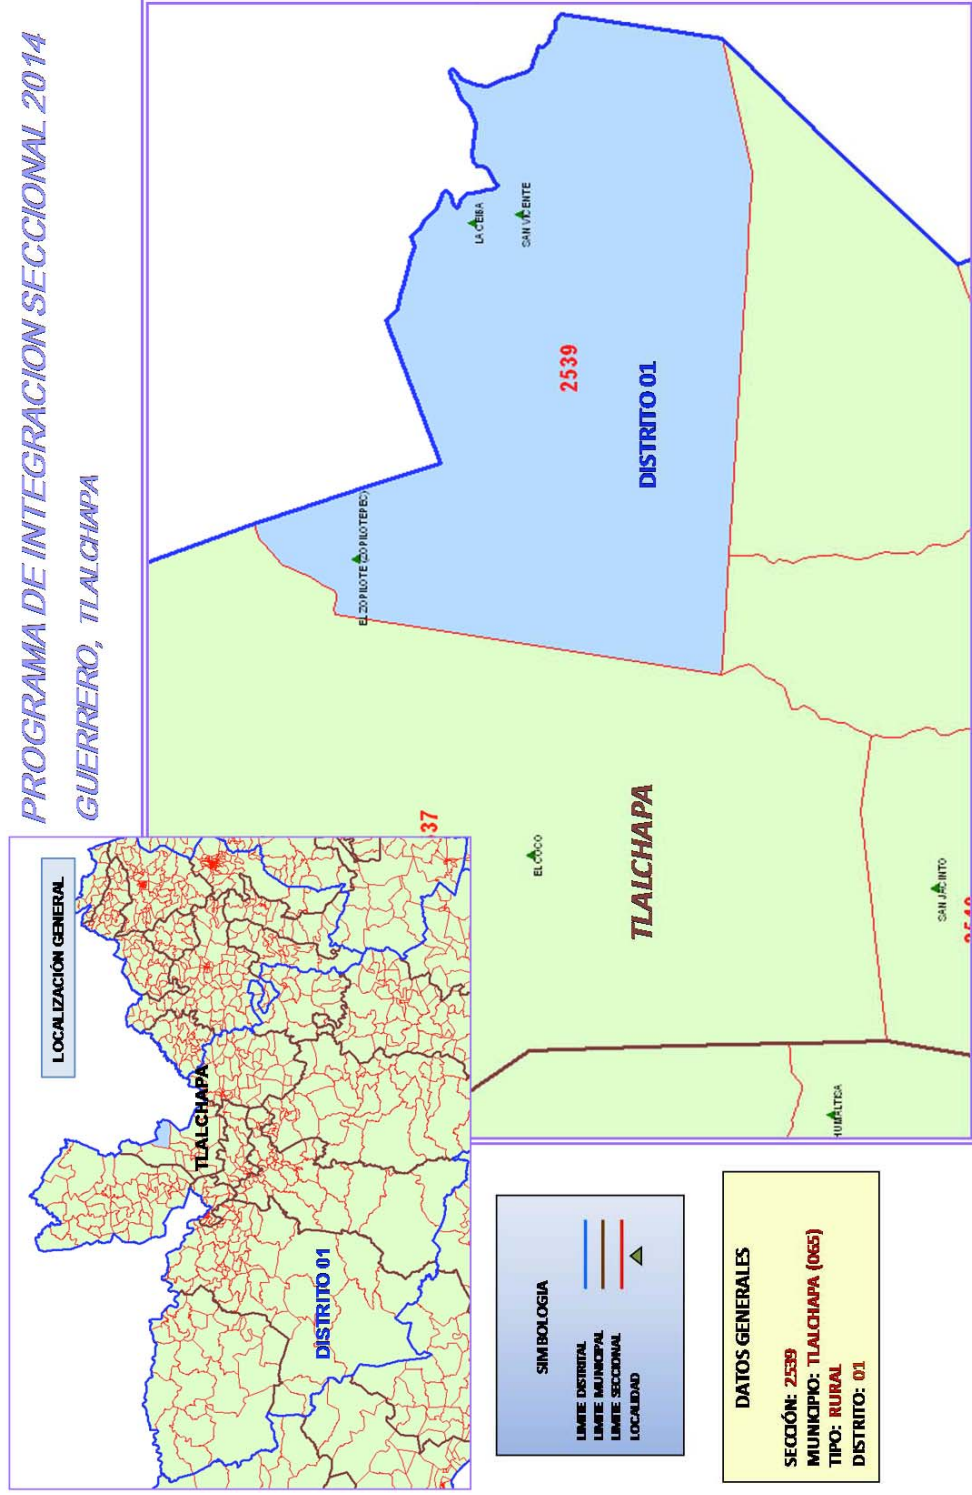 PROGRAMA DE INTEGRACION SECCIONAL 2014
GUERRERO, TLALCHAPA
LOCALIZACIÓN GENERAL
TLALCHAPA
DISTRITO 01
37
EL ZOPILOTE (ZOPILOTEPEC)
LA CEIBA
SAN VICENTE
2539
DISTRITO 01
EL COCO
TLALCHAPA
SAN JACINTO
SIMBOLOGIA
LIMITE DISTRITAL
LIMITE MUNICIPAL
LIMITE SECCIONAL
LOCALIDAD
DATOS GENERALES
SECCIÓN: 2539
MUNICIPIO: TLALCHAPA (065)
TIPO: RURAL
DISTRITO: 01